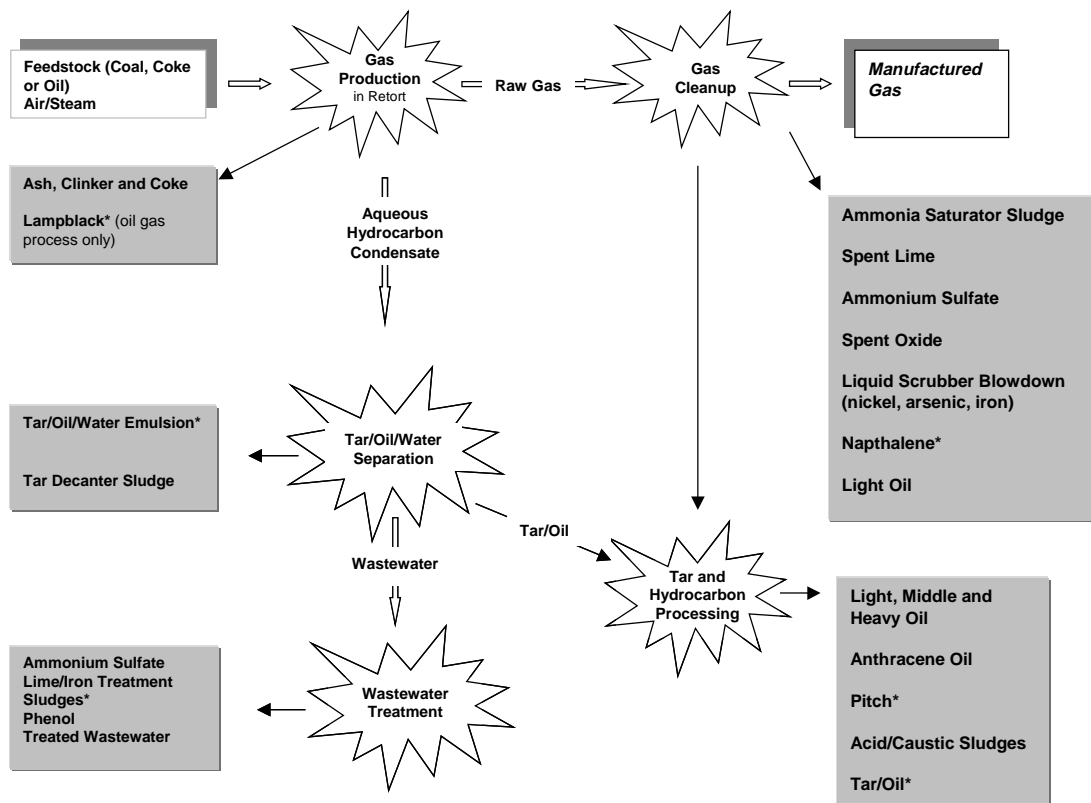 Feedstock (Coal, Coke
or Oil)
Air/Steam
Gas
Production
in Retort
Raw Gas
Gas
Cleanup
Manufactured
Gas
Ash, Clinker and Coke
Lampblack* (oil gas
process only)
Aqueous
Hydrocarbon
Condensate
Ammonia Saturator Sludge
Spent Lime
Ammonium Sulfate
Spent Oxide
Liquid Scrubber Blowdown
(nickel, arsenic, iron)
Napthalene*
Light Oil
Tar/Oil/Water Emulsion*
Tar Decanter Sludge
Tar/Oil/Water
Separation
Tar/Oil
Wastewater
Tar and
Hydrocarbon
Processing
Light, Middle and
Heavy Oil
Anthracene Oil
Pitch*
Acid/Caustic Sludges
Tar/Oil*
Ammonium Sulfate
Lime/Iron Treatment
Sludges*
Phenol
Treated Wastewater
Wastewater
Treatment